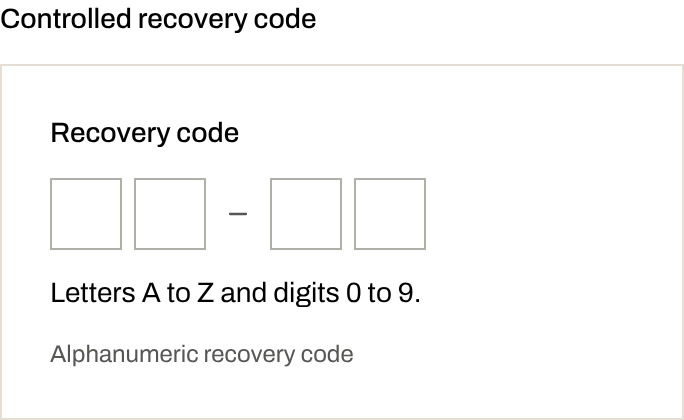 Controlled recovery code
Recovery code
–
Letters A to Z and digits 0 to 9.
Alphanumeric recovery code